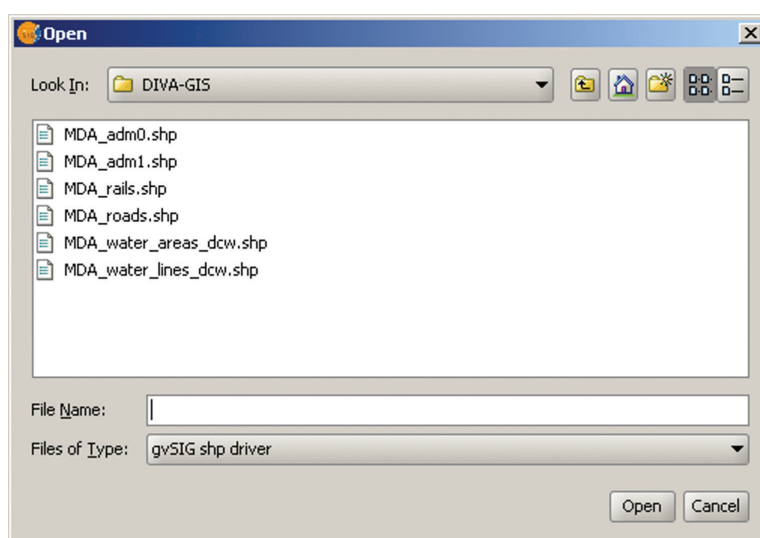 Open
Look In: DIVA-GIS
MDA_adm0.shp
MDA_adm1.shp
MDA_rails.shp
MDA_roads.shp
MDA_water_areas_dcw.shp
MDA_water_lines_dcw.shp
File Name:
Files of Type: gvSIG shp driver
Open Cancel